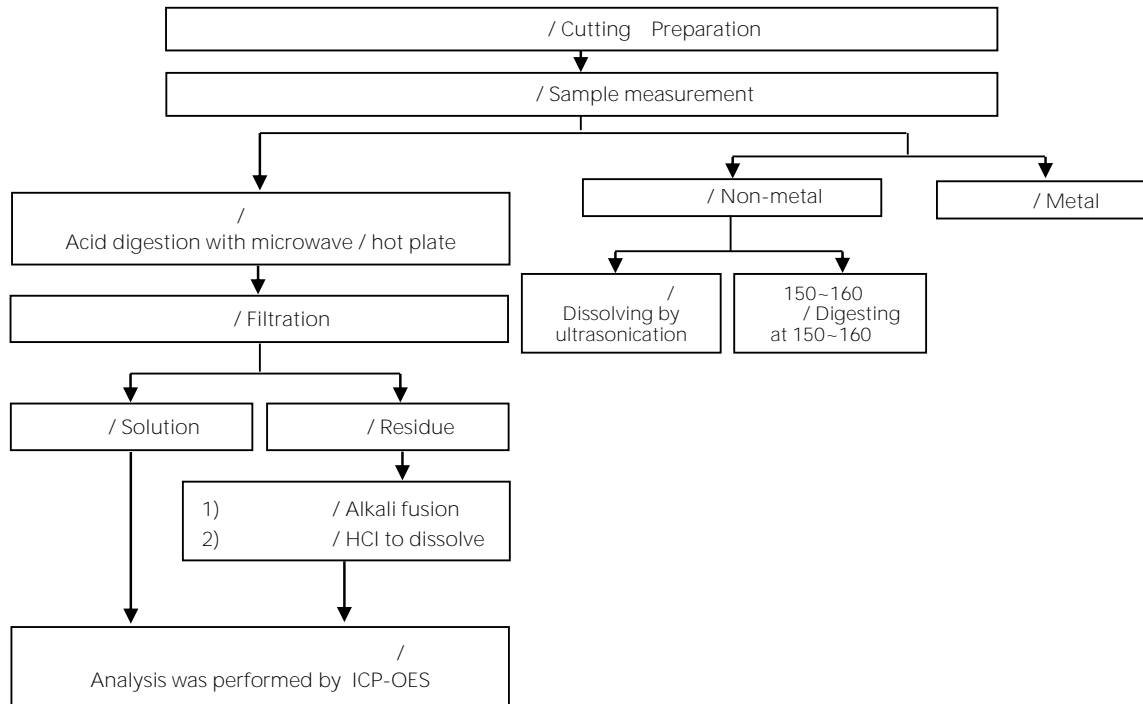 / Cutting Preparation
/ Sample measurement
/ Non-metal
/ Metal
/
Acid digestion with microwave / hot plate
/
Dissolving by
ultrasonication
150~160
/ Digesting
at 150~160
/ Filtration
/ Solution
/ Residue
1) / Alkali fusion
2) / HCl to dissolve
/
Analysis was performed by ICP-OES